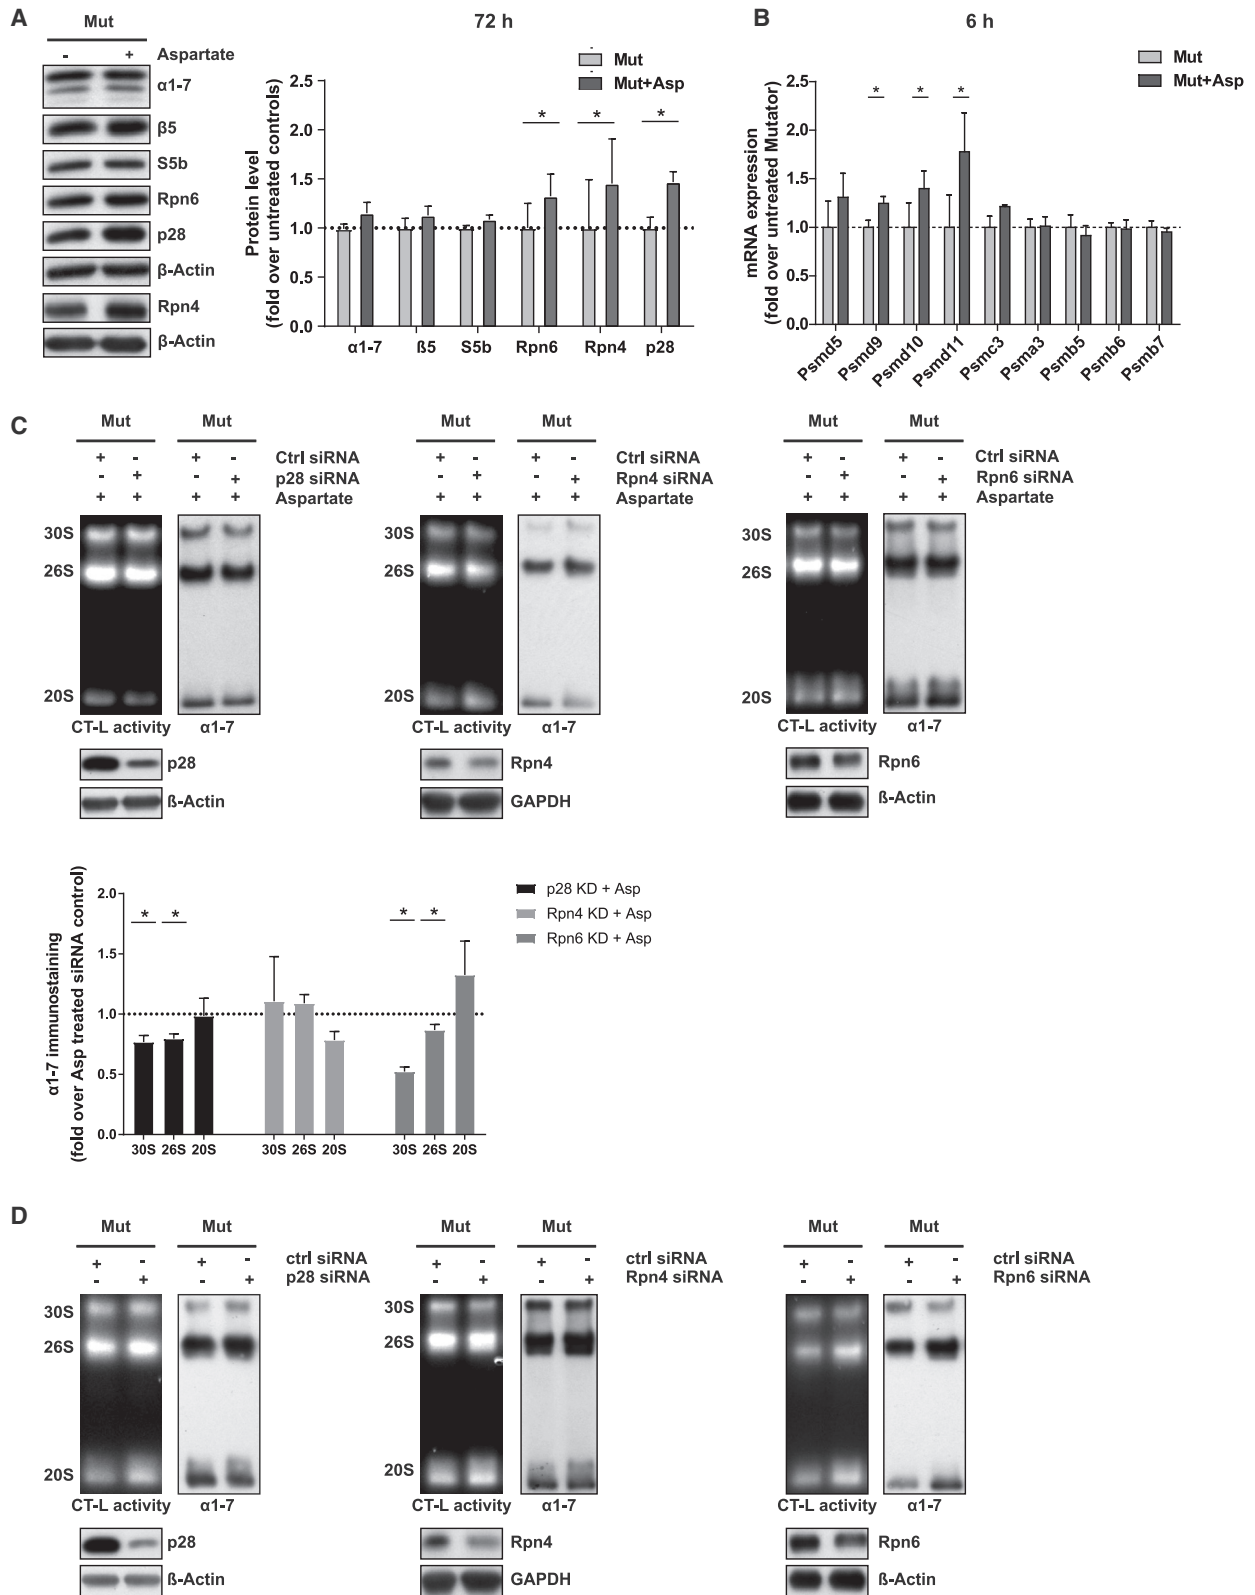 A
Mut
- + Aspartate
α1-7
ß5
S5b
Rpn6
p28
ß-Actin
Rpn4
ß-Actin
72 h
Mut
Mut+Asp
Protein level
(fold over untreated controls)
2.5
2.0
1.5
1.0
0.5
0.0
* * *
α1-7 ß5 S5b Rpn6 Rpn4 p28
B
6 h
Mut
Mut+Asp
mRNA expression
(fold over untreated Mutator)
2.5
2.0
1.5
1.0
0.5
0.0
* * *
Psmd5 Psmd9 Psmd10 Psmd11 Psmc3 Psma3 Psmb5 Psmb6 Psmb7
C
Mut Mut
+ - + - Ctrl siRNA
- + - + p28 siRNA
+ + + + Aspartate
30S
26S
20S
CT-L activity α1-7
p28
ß-Actin
Mut Mut
+ - + - Ctrl siRNA
- + - + Rpn4 siRNA
+ + + + Aspartate
30S
26S
20S
CT-L activity α1-7
Rpn4
GAPDH
Mut Mut
+ - + - Ctrl siRNA
- + - + Rpn6 siRNA
+ + + + Aspartate
30S
26S
20S
CT-L activity α1-7
Rpn6
ß-Actin
α1-7 immunostaining
(fold over Asp treated siRNA control)
2.0
1.5
1.0
0.5
0.0
* * * *
30S 26S 20S 30S 26S 20S 30S 26S 20S
p28 KD + Asp
Rpn4 KD + Asp
Rpn6 KD + Asp
D
Mut Mut
+ - + - ctrl siRNA
- + - + p28 siRNA
30S
26S
20S
CT-L activity α1-7
p28
ß-Actin
Mut Mut
+ - + - ctrl siRNA
- + - + Rpn4 siRNA
30S
26S
20S
CT-L activity α1-7
Rpn4
GAPDH
Mut Mut
+ - + - ctrl siRNA
- + - + Rpn6 siRNA
30S
26S
20S
CT-L activity α1-7
Rpn6
ß-Actin